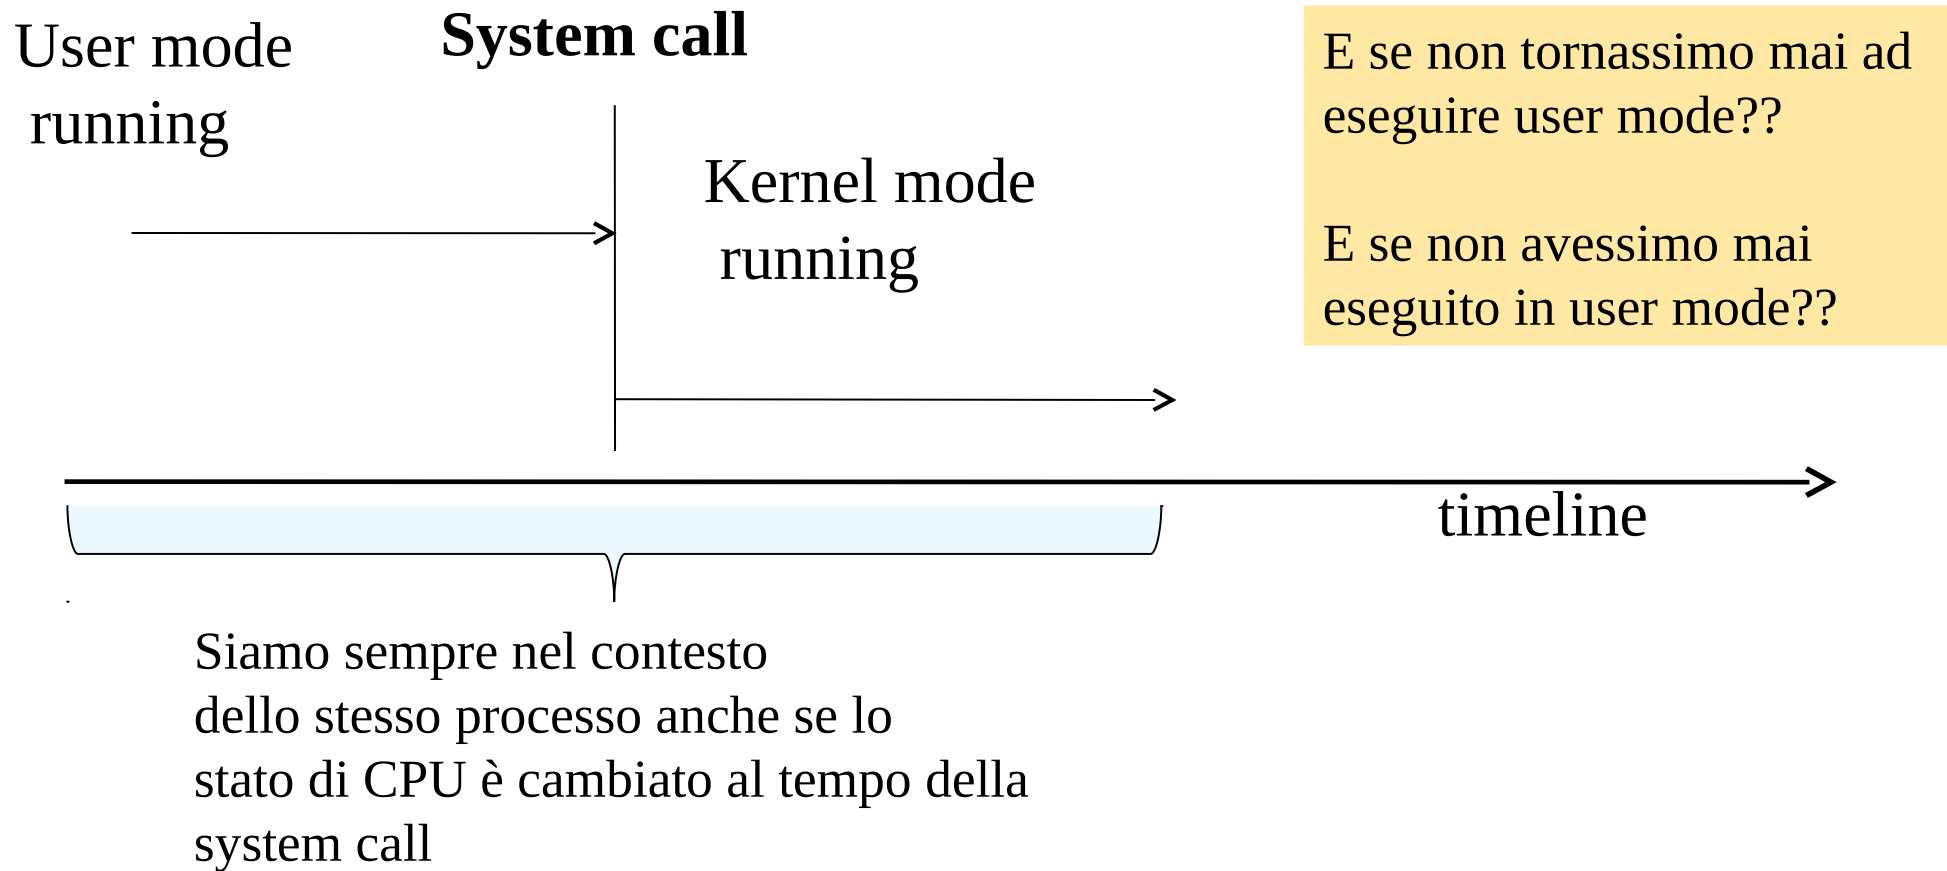 User mode
running
System call
Kernel mode
running
E se non tornassimo mai ad
eseguire user mode??
E se non avessimo mai
eseguito in user mode??
timeline
Siamo sempre nel contesto
dello stesso processo anche se lo
stato di CPU è cambiato al tempo della
system call